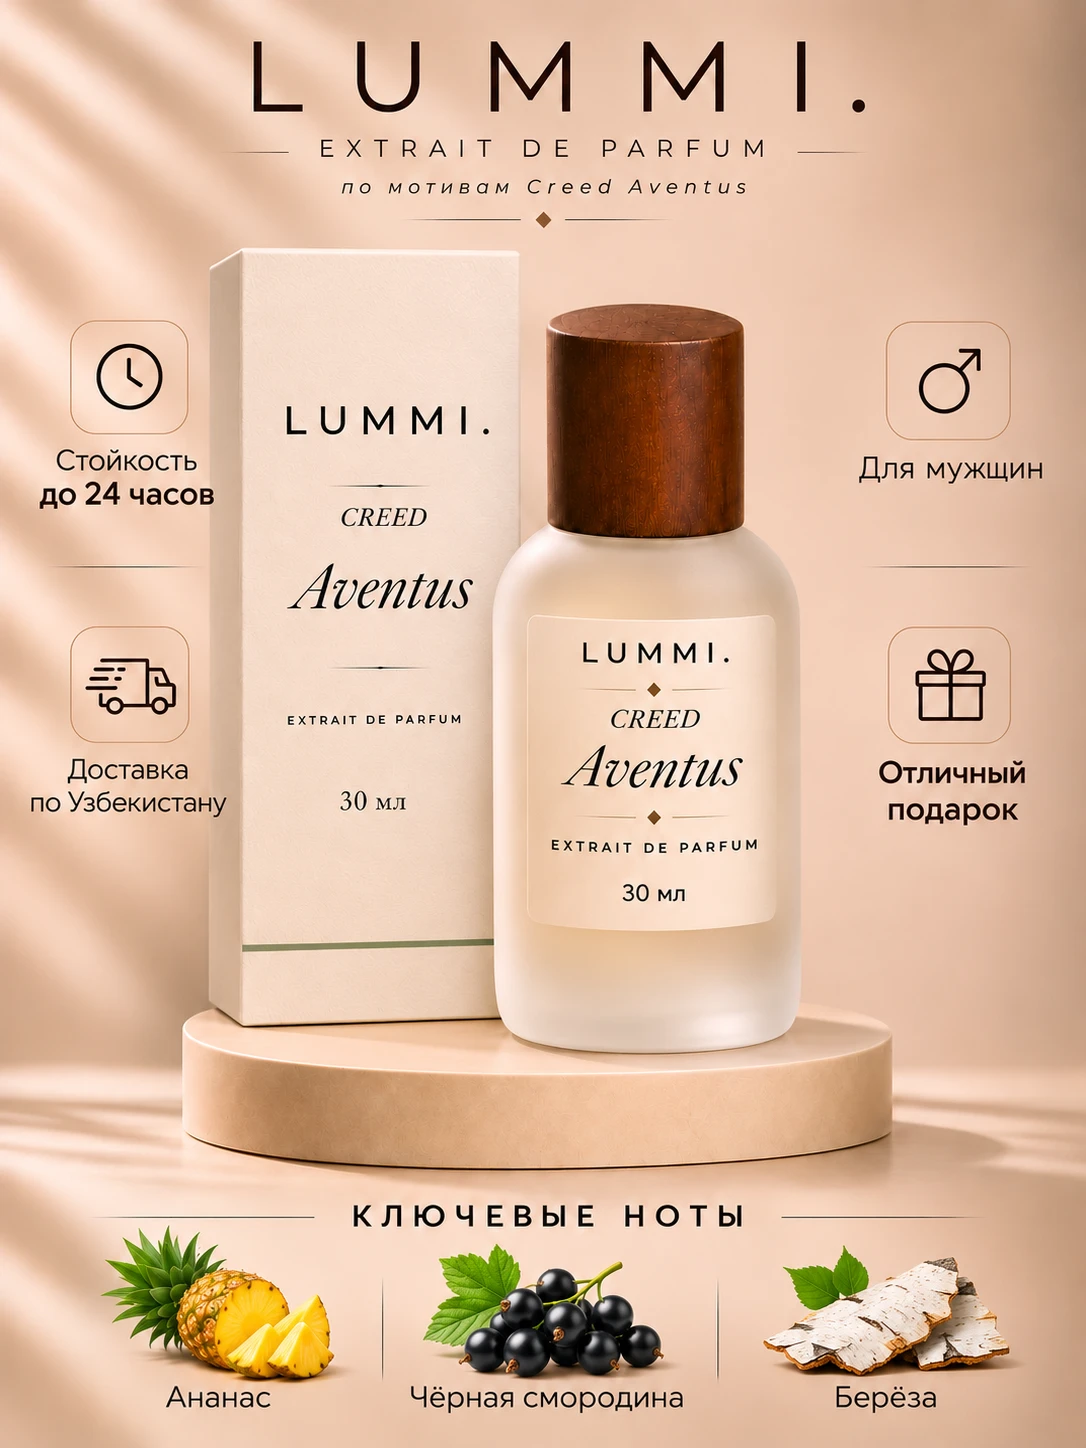 LUMMI.
EXTRAIT DE PARFUM
по мотивам Creed Aventus
LUMMI.
CREED
Aventus
EXTRAIT DE PARFUM
30 мл
LUMMI.
CREED
Aventus
EXTRAIT DE PARFUM
30 мл
Стойкость
до 24 часов
Доставка
по Узбекистану
Для мужчин
Отличный
подарок
КЛЮЧЕВЫЕ НОТЫ
Ананас
Чёрная смородина
Берёза